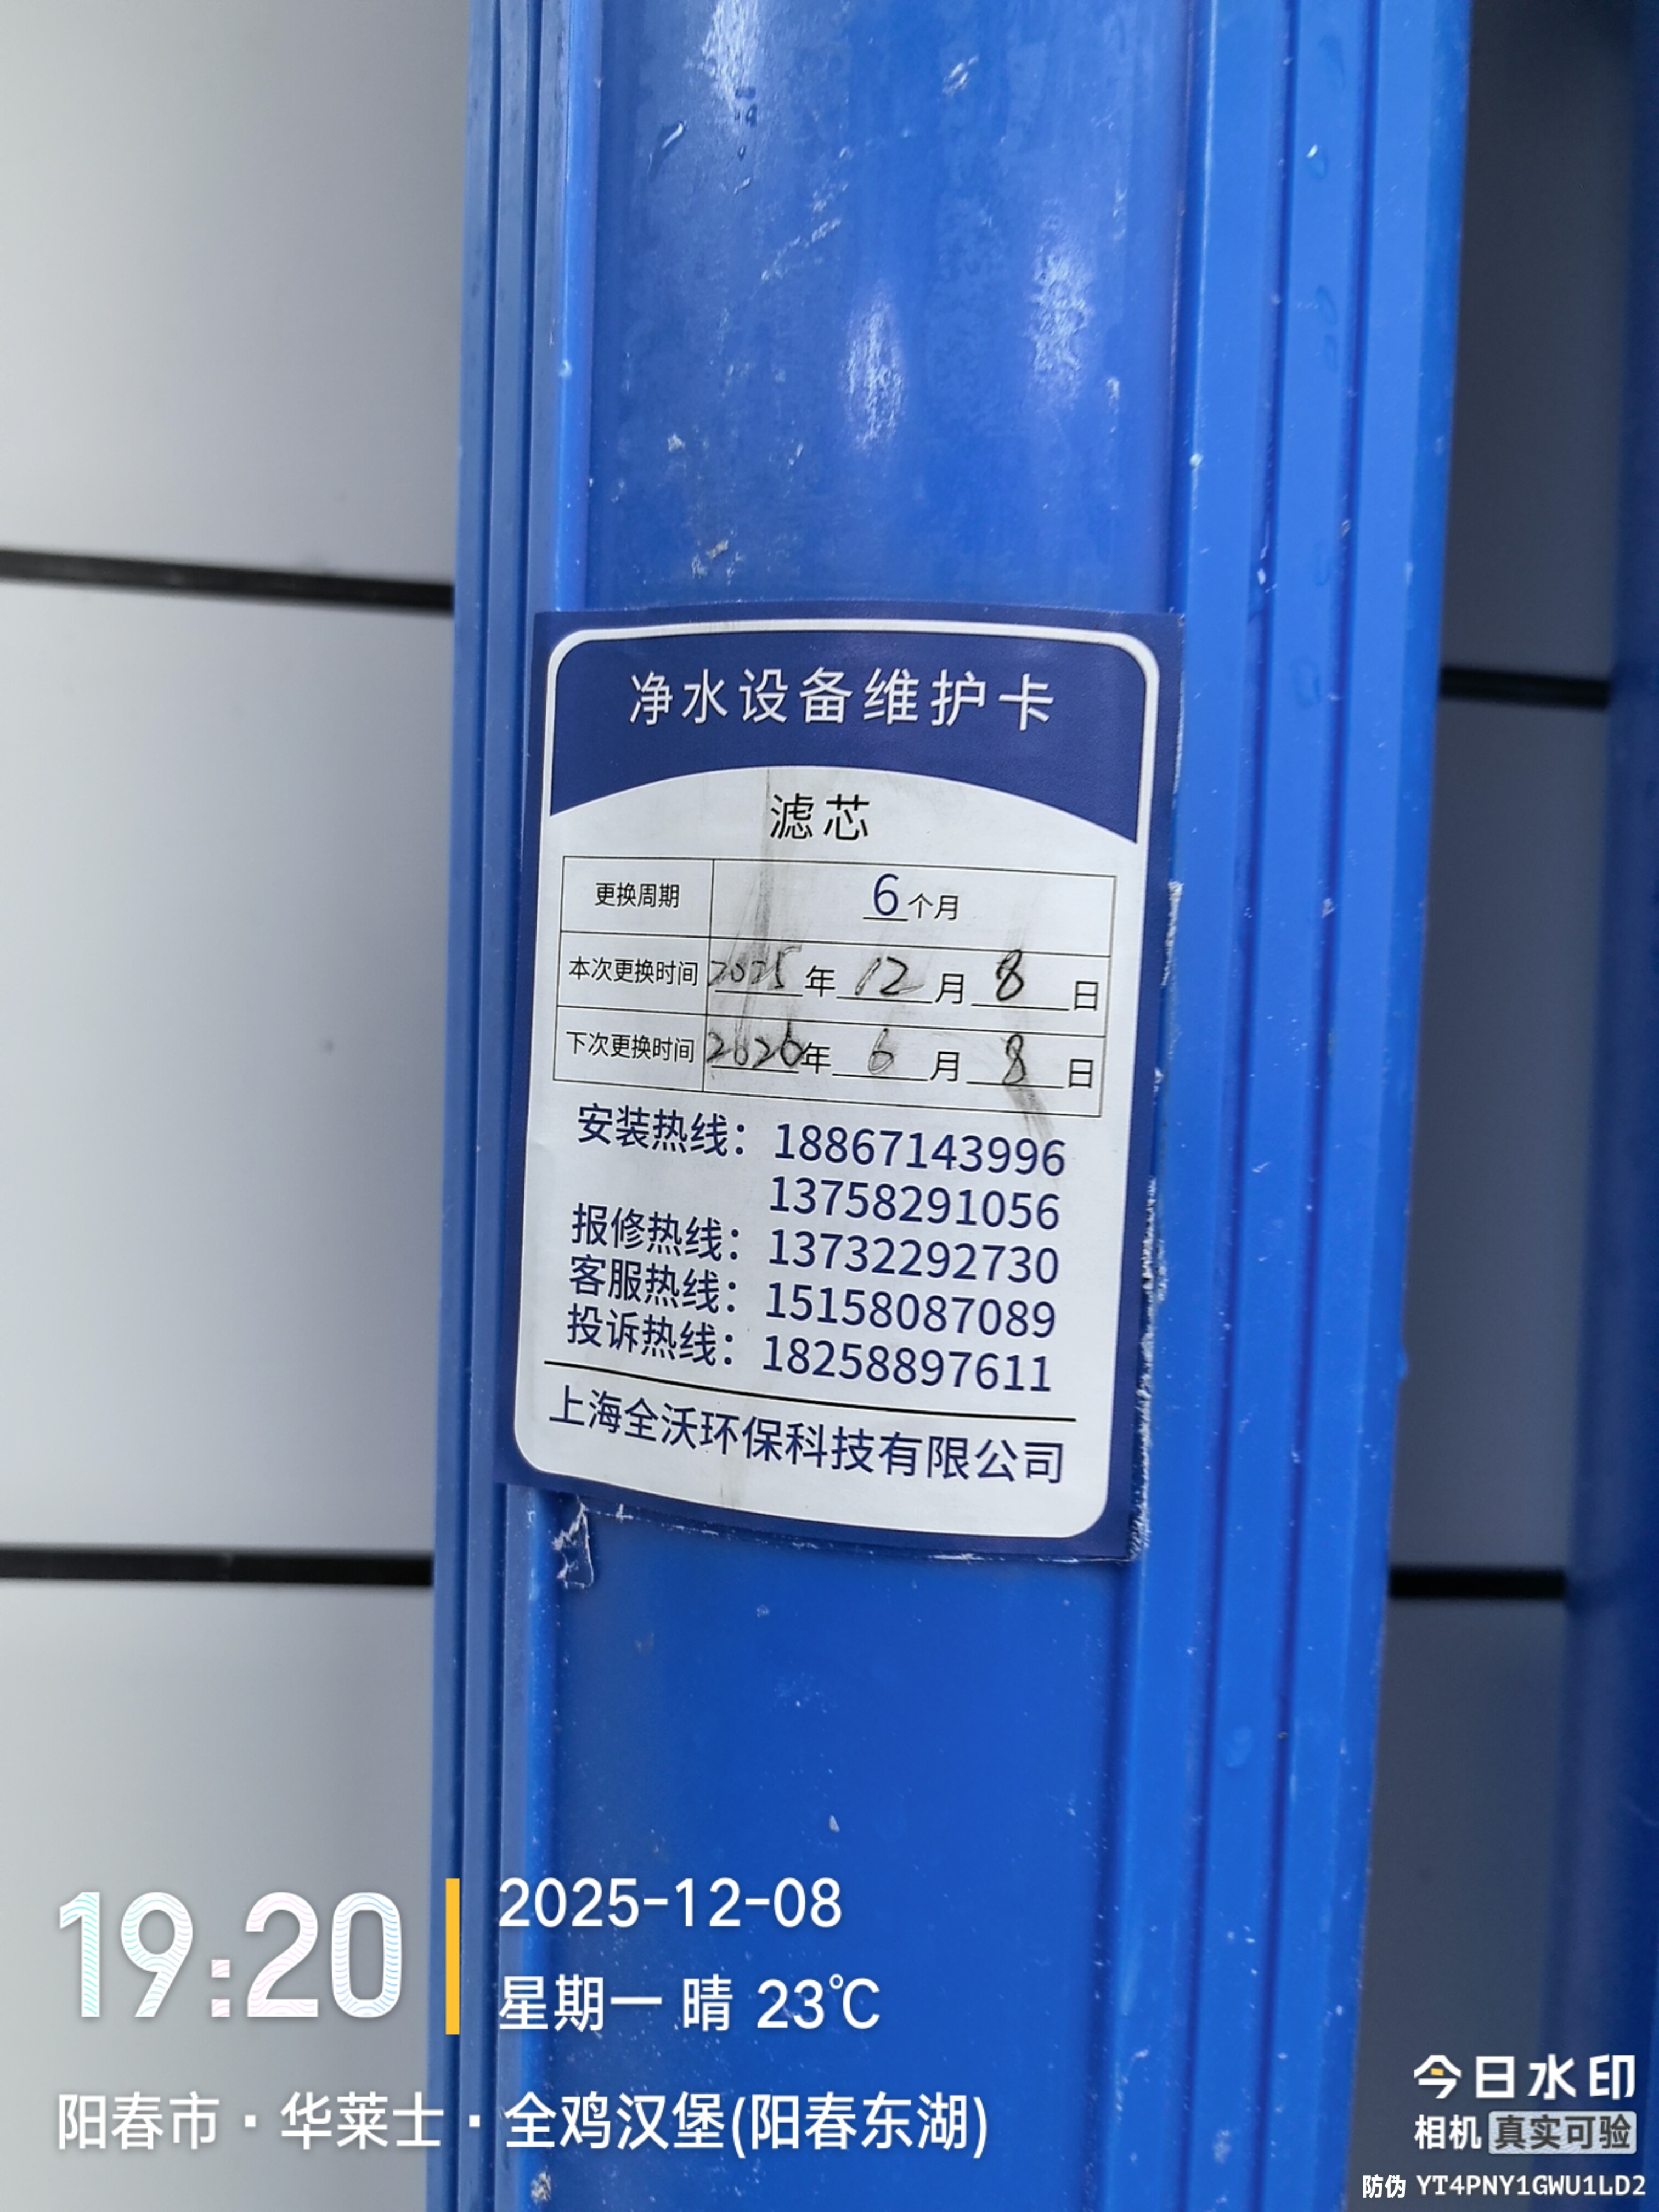 净水设备维护卡
滤芯
更换周期 6个月
本次更换时间 2025年12月8日
下次更换时间 2026年6月8日
安装热线：18867143996
13758291056
报修热线：13732292730
客服热线：15158087089
投诉热线：18258897611
上海全沃环保科技有限公司
19:20
2025-12-08
星期一 晴 23℃
阳春市·华莱士·全鸡汉堡(阳春东湖)
今日水印
相机 真实可验
防伪 YT4PNY1GWU1LD2